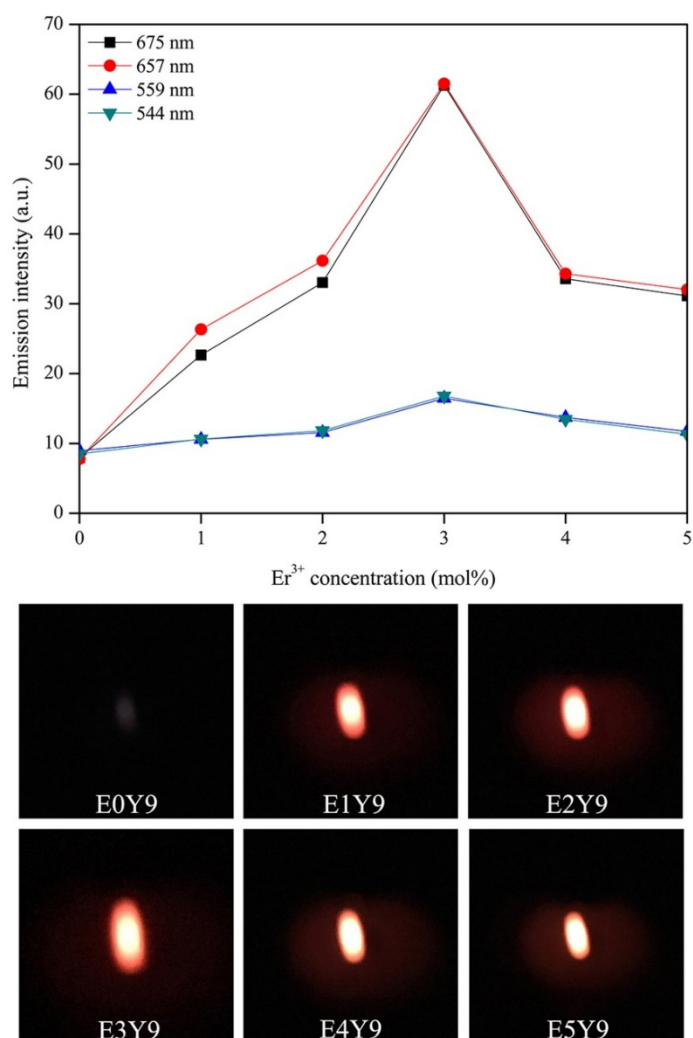 70
60
50
40
30
20
10
0
Emission intensity (a.u.)
675 nm
657 nm
559 nm
544 nm
0 1 2 3 4 5
Er³⁺ concentration (mol%)
E0Y9 E1Y9 E2Y9
E3Y9 E4Y9 E5Y9